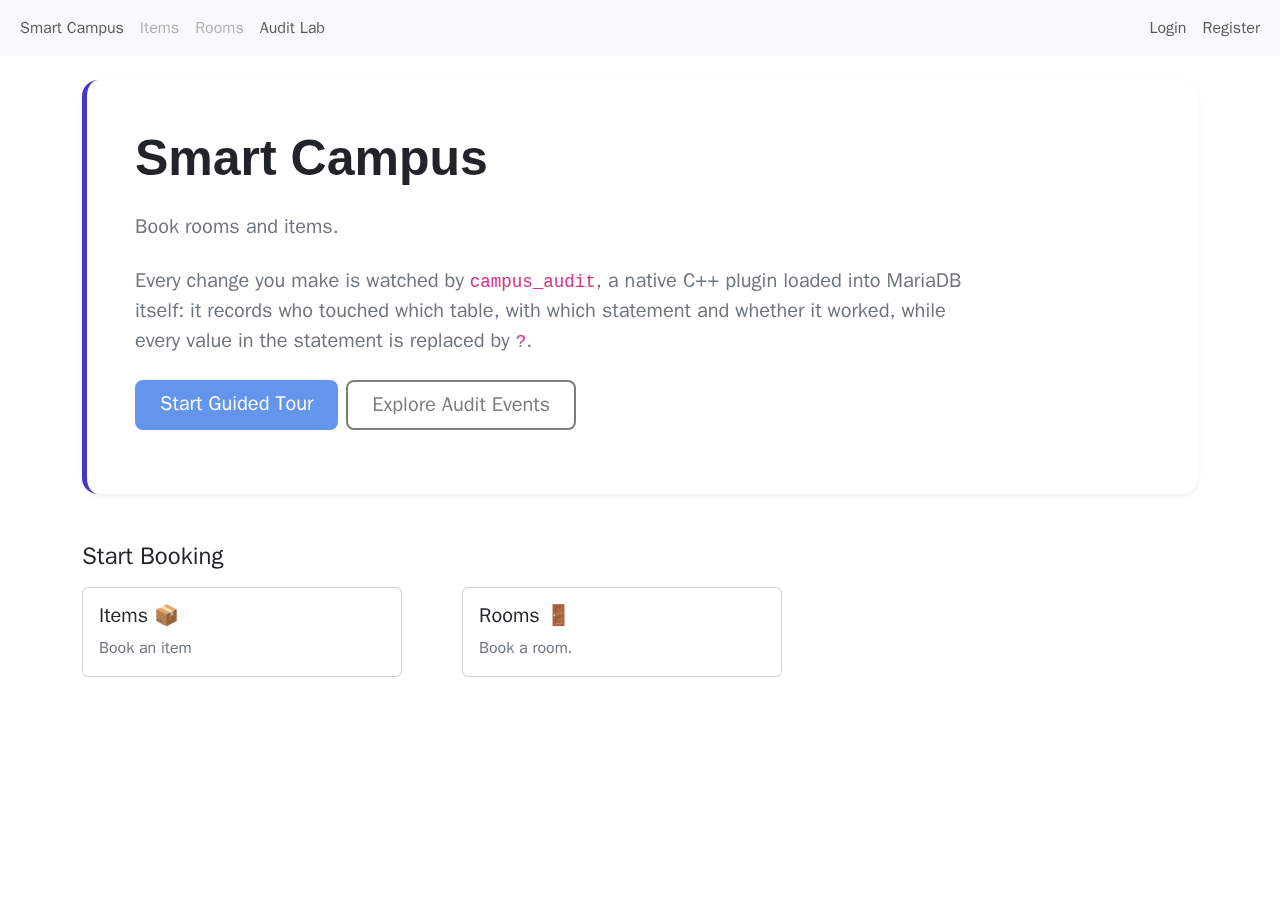 Smart Campus Items Rooms Audit Lab Login Register
Smart Campus
Book rooms and items.
Every change you make is watched by campus_audit, a native C++ plugin loaded into MariaDB
itself: it records who touched which table, with which statement and whether it worked, while
every value in the statement is replaced by ?.
Start Guided Tour Explore Audit Events
Start Booking
Items 📦 Rooms 🚪
Book an item Book a room.